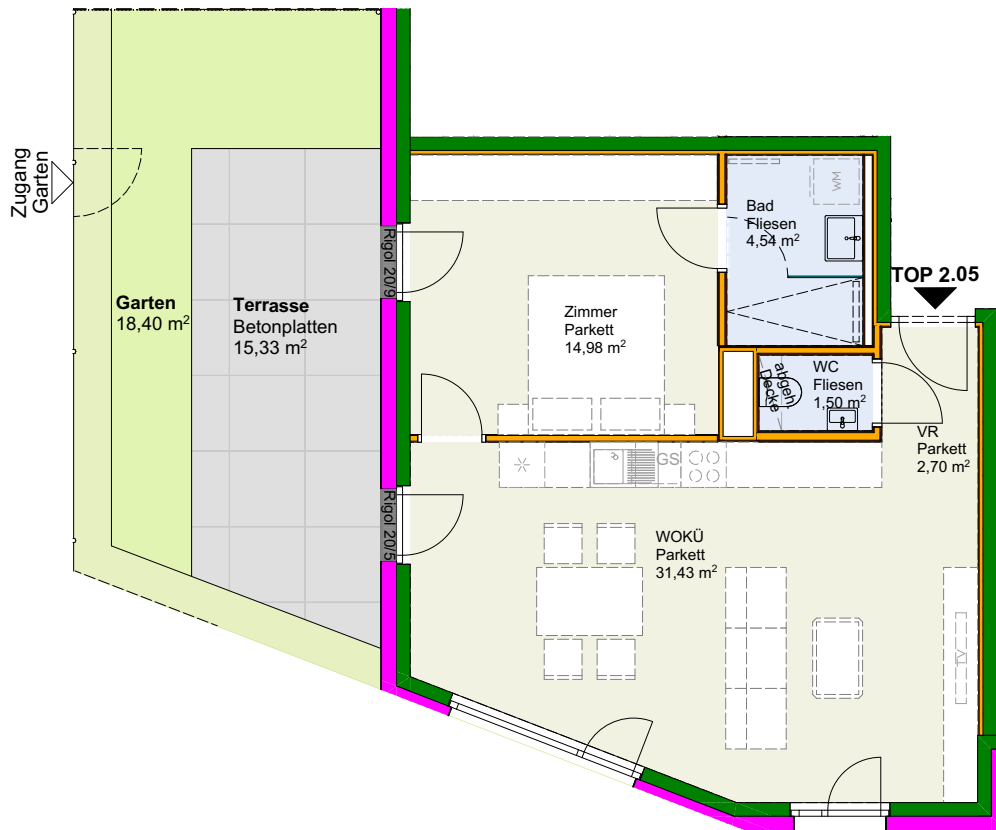 Zugang
Garten
Garten
18,40 m²
Terrasse
Betonplatten
15,33 m²
Rigol 20/9
Rigol 20/5
Zimmer
Parkett
14,98 m²
Bad
Fliesen
4,54 m²
WM
TOP 2.05
abgeh.
Decke
WC
Fliesen
1,50 m²
VR
Parkett
2,70 m²
GS
WOKÜ
Parkett
31,43 m²
TV